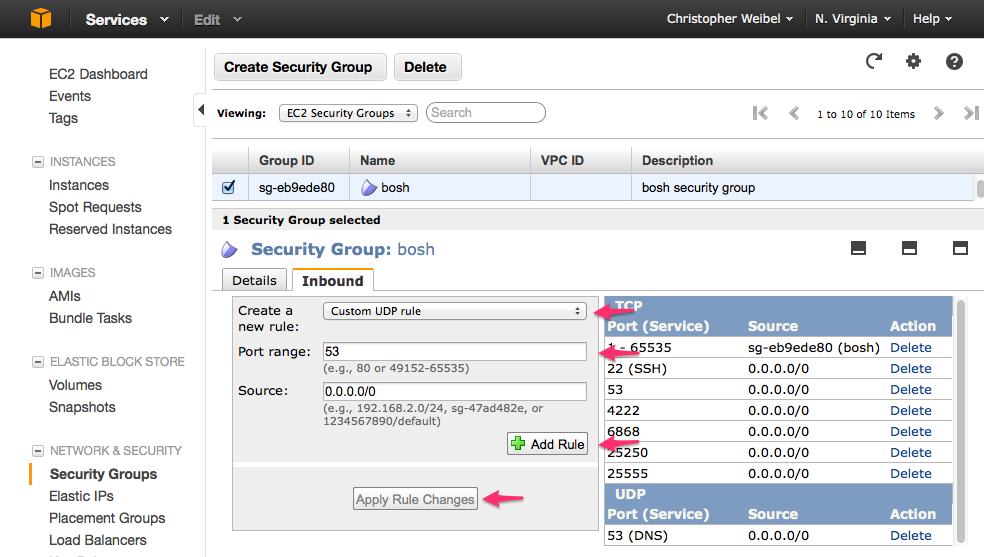 Services Edit Christopher Weibel N. Virginia Help
EC2 Dashboard
Events
Tags
INSTANCES
Instances
Spot Requests
Reserved Instances
IMAGES
AMIs
Bundle Tasks
ELASTIC BLOCK STORE
Volumes
Snapshots
NETWORK & SECURITY
Security Groups
Elastic IPs
Placement Groups
Load Balancers
Create Security Group Delete
Viewing: EC2 Security Groups Search 1 to 10 of 10 Items
Group ID Name VPC ID Description
sg-eb9ede80 bosh bosh security group
1 Security Group selected
Security Group: bosh
Details Inbound
Create a new rule: Custom UDP rule
Port range: 53
(e.g., 80 or 49152-65535)
Source: 0.0.0.0/0
(e.g., 192.168.2.0/24, sg-47ad482e, or
1234567890/default)
Add Rule
Apply Rule Changes
TCP
Port (Service) Source Action
1 - 65535 sg-eb9ede80 (bosh) Delete
22 (SSH) 0.0.0.0/0 Delete
53 0.0.0.0/0 Delete
4222 0.0.0.0/0 Delete
6868 0.0.0.0/0 Delete
25250 0.0.0.0/0 Delete
25555 0.0.0.0/0 Delete
UDP
Port (Service) Source Action
53 (DNS) 0.0.0.0/0 Delete